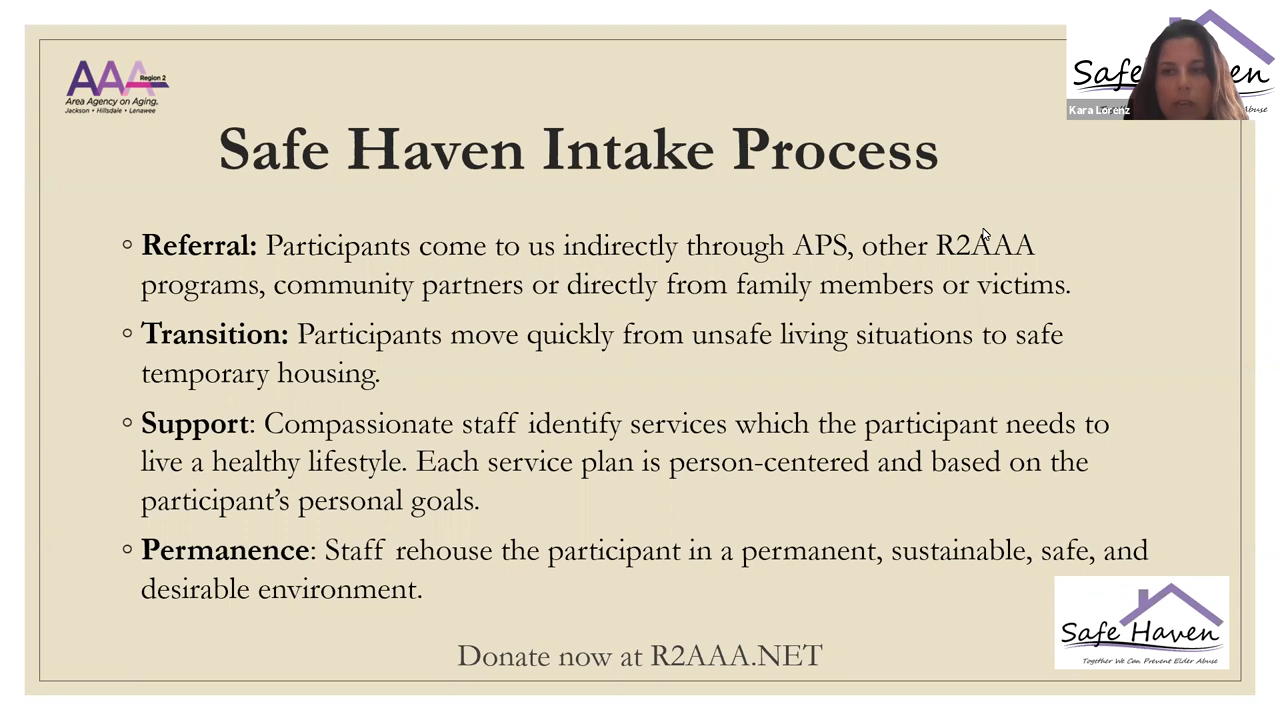 AAA Region 2
Area Agency on Aging.
Jackson • Hillsdale • Lenawee
Safe Haven
Kara Lorenz
Abuse
Safe Haven Intake Process
◦ Referral: Participants come to us indirectly through APS, other R2AAA
programs, community partners or directly from family members or victims.
◦ Transition: Participants move quickly from unsafe living situations to safe
temporary housing.
◦ Support: Compassionate staff identify services which the participant needs to
live a healthy lifestyle. Each service plan is person-centered and based on the
participant’s personal goals.
◦ Permanence: Staff rehouse the participant in a permanent, sustainable, safe, and
desirable environment.
Safe Haven
Together We Can Prevent Elder Abuse
Donate now at R2AAA.NET